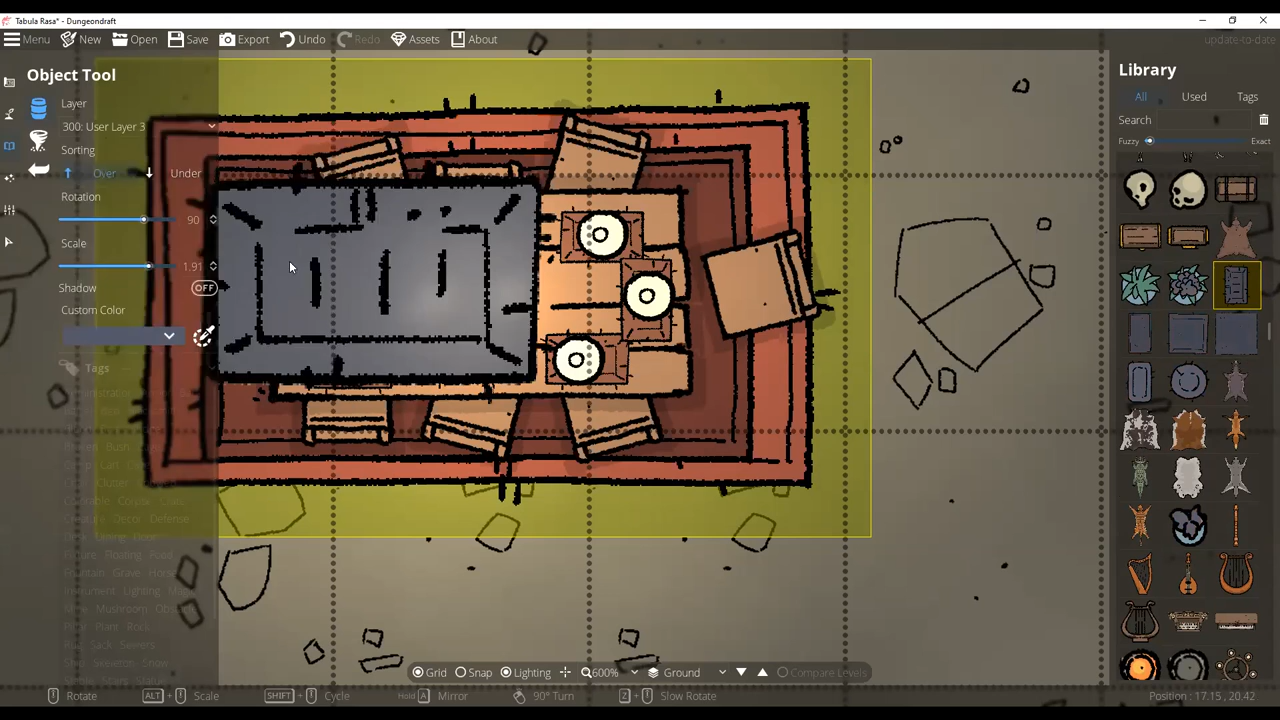 Tabula Rasa* - Dungeondraft
Menu New Open Save Export Undo Redo Assets About update-to-date
Object Tool
Layer
300: User Layer 3
Sorting
Over Under
Rotation
90
Scale
1.91
Shadow
OFF
Custom Color
Tags
Library
All Used Tags
Search
Fuzzy Exact
Grid Snap Lighting 600% Ground Compare Levels
Rotate ALT + Scale SHIFT + Cycle Hold A Mirror 90° Turn Z + Slow Rotate Position : 17.15 , 20.42